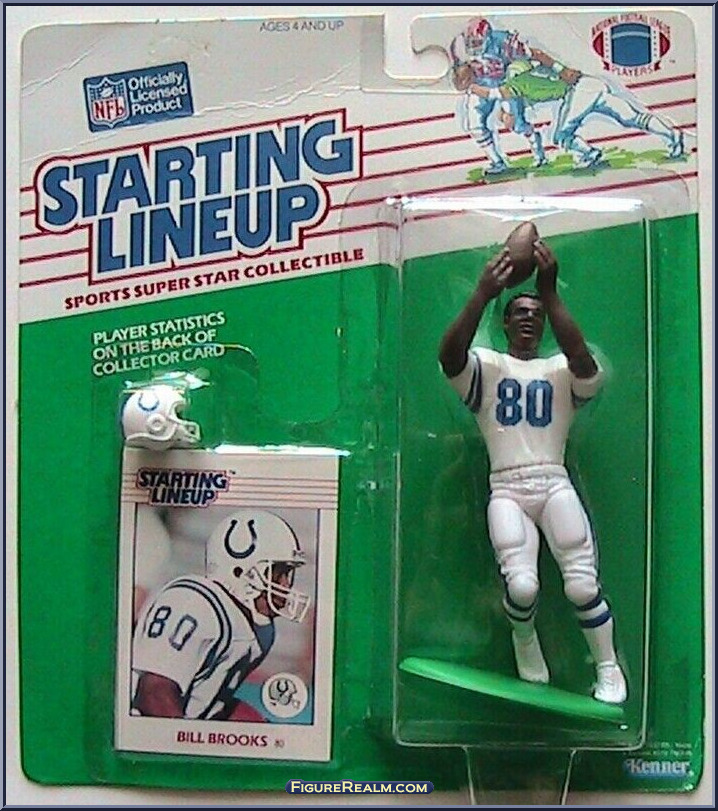 AGES 4 AND UP
NATIONAL FOOTBALL LEAGUE
PLAYERS
NFL
Officially
Licensed
Product
STARTING
LINEUP
SPORTS SUPER STAR COLLECTIBLE
PLAYER STATISTICS
ON THE BACK OF
COLLECTOR CARD
80
STARTING
LINEUP
80
BILL BROOKS 80
Kenner
FIGUREREALM.COM